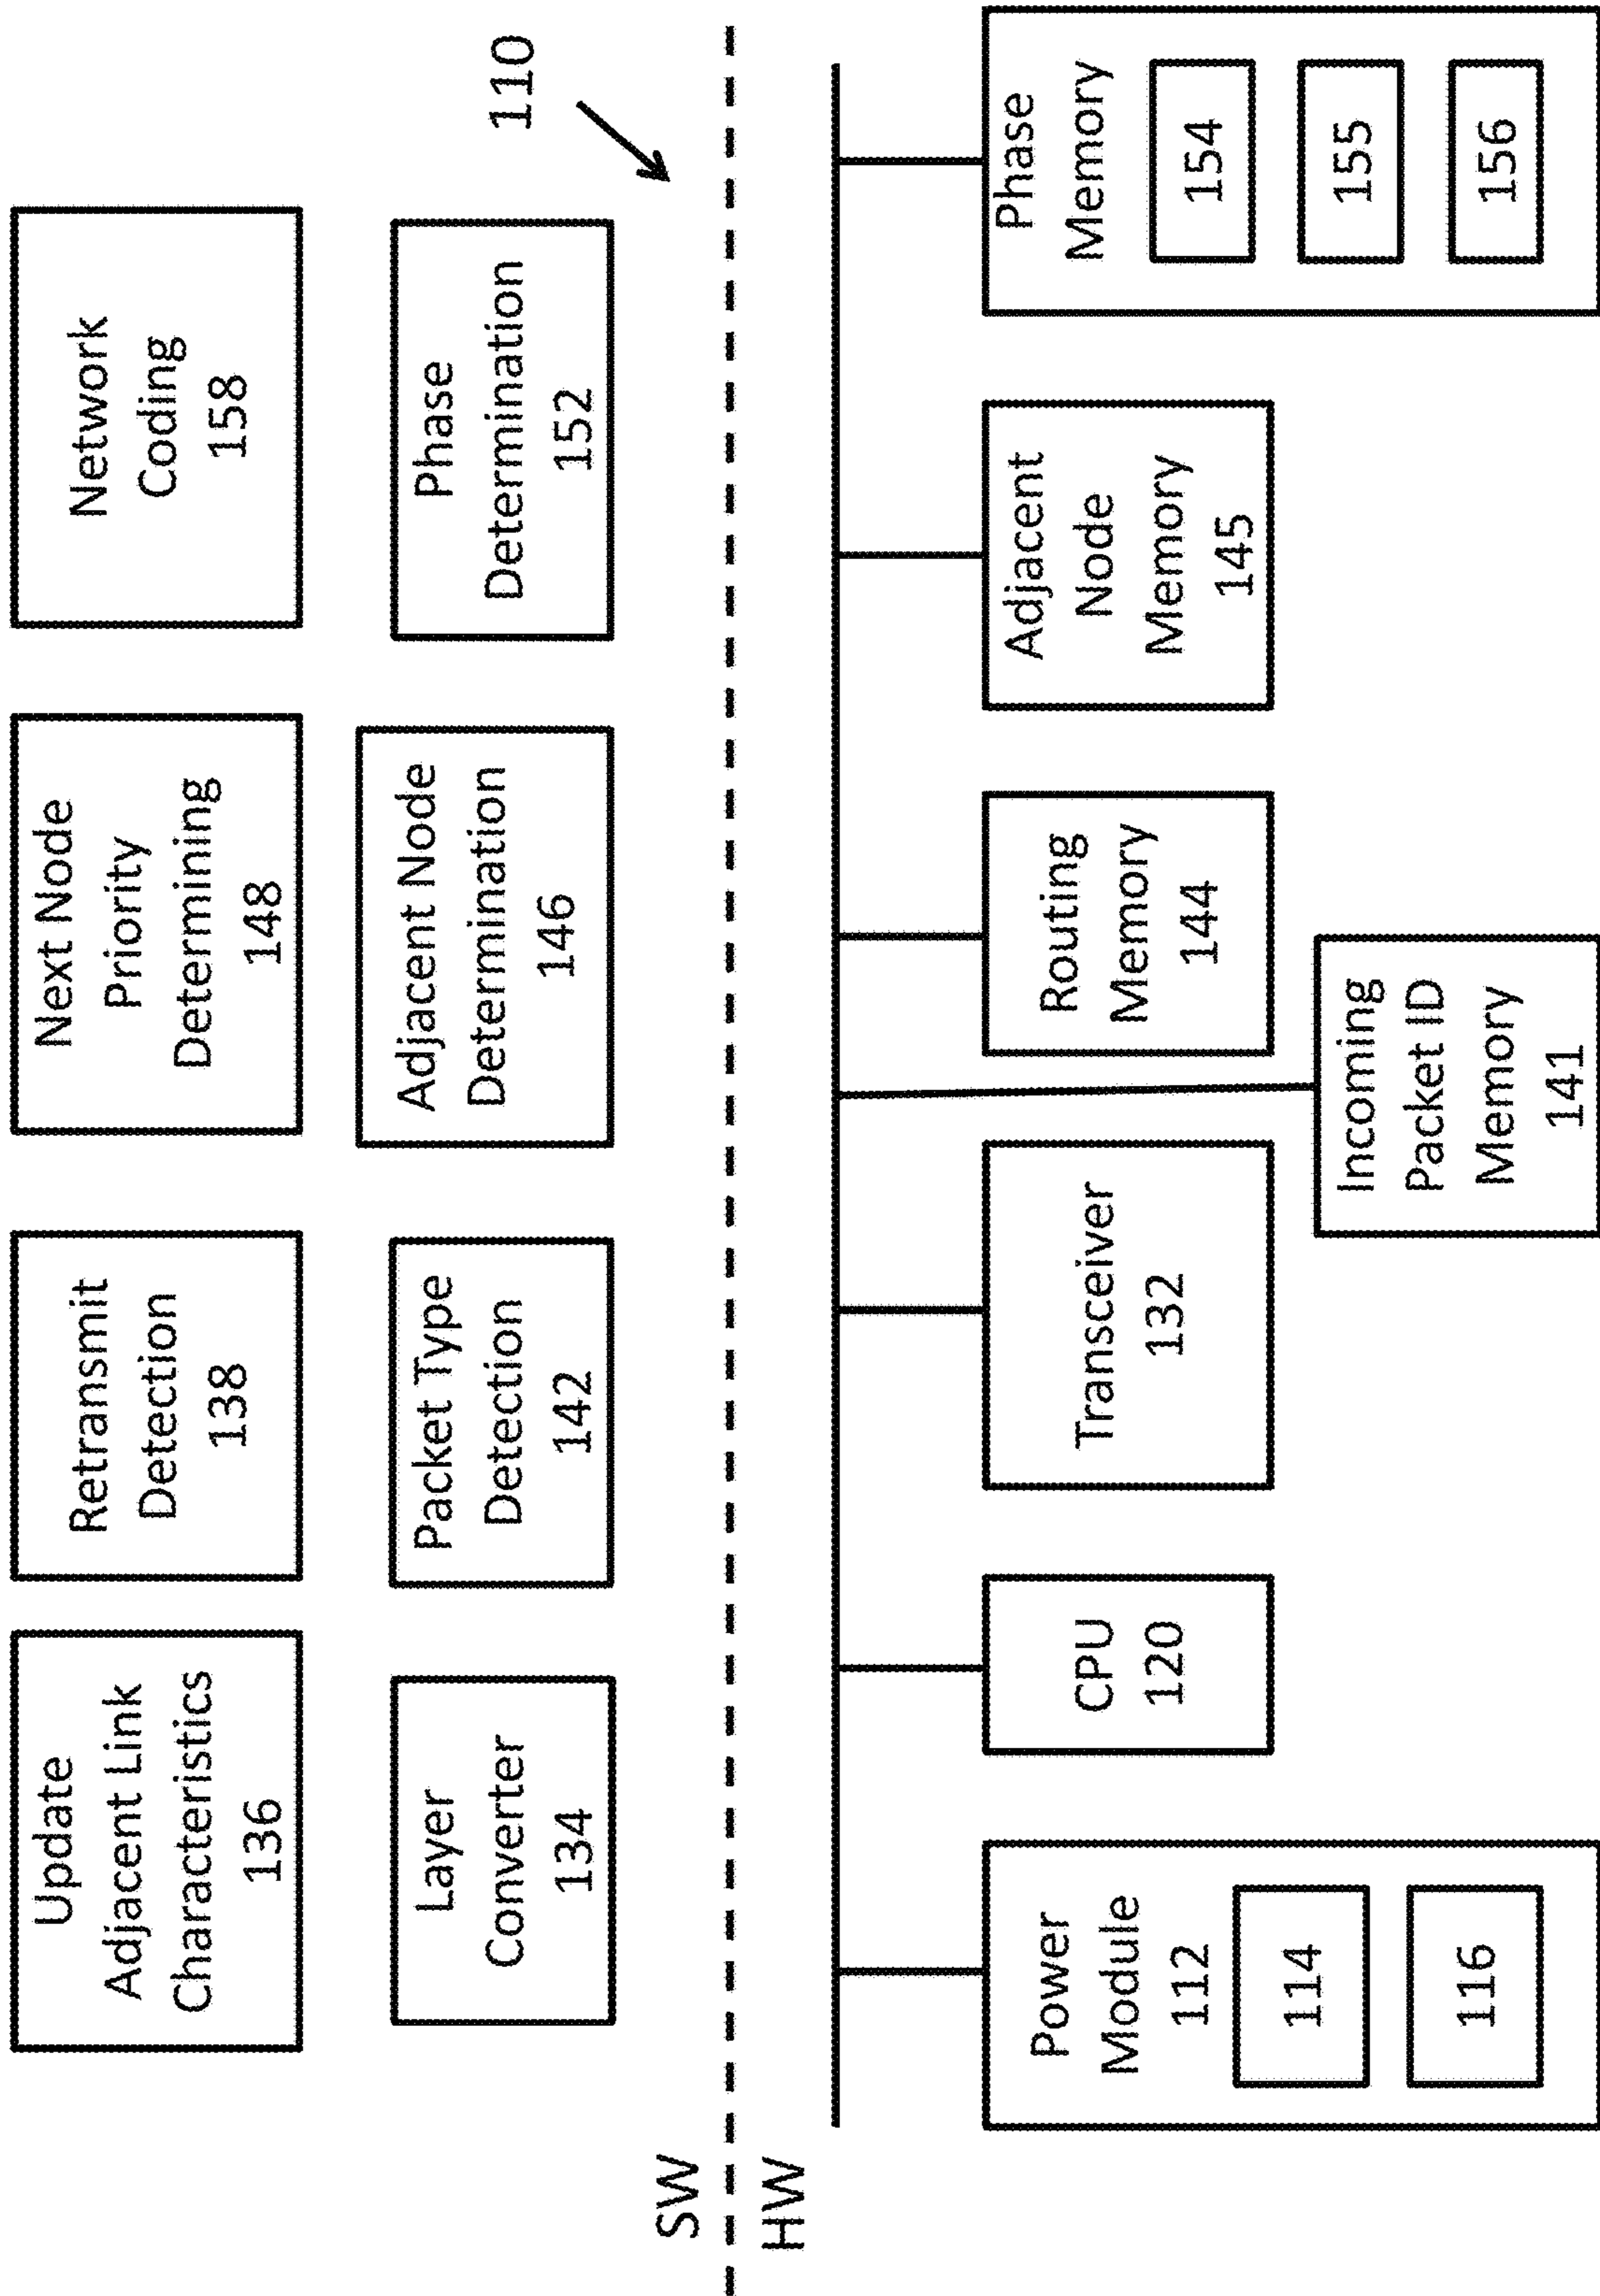 Update
Adjacent Link
Characteristics
136
Retransmit
Detection
138
Next Node
Priority
Determining
148
Network
Coding
158
Layer
Converter
134
Packet Type
Detection
142
Adjacent Node
Determination
146
Phase
Determination
152
110
SW
HW
Power
Module
112
114
116
CPU
120
Transceiver
132
Incoming
Packet ID
Memory
141
Routing
Memory
144
Adjacent
Node
Memory
145
Phase
Memory
154
155
156